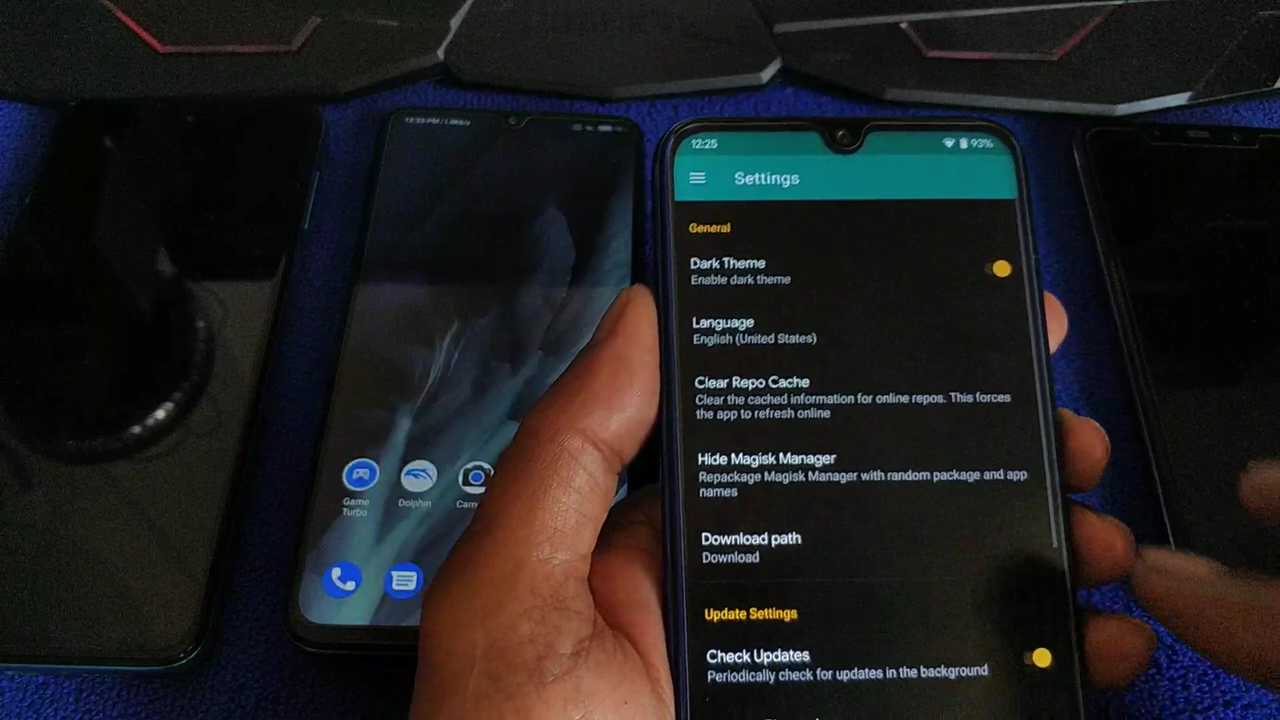 12:25
93%
Settings
General
Dark Theme
Enable dark theme
Language
English (United States)
Clear Repo Cache
Clear the cached information for online repos. This forces
the app to refresh online
Hide Magisk Manager
Repackage Magisk Manager with random package and app
names
Download path
Download
Update Settings
Check Updates
Periodically check for updates in the background
Game
Turbo
Dolphin
Cam